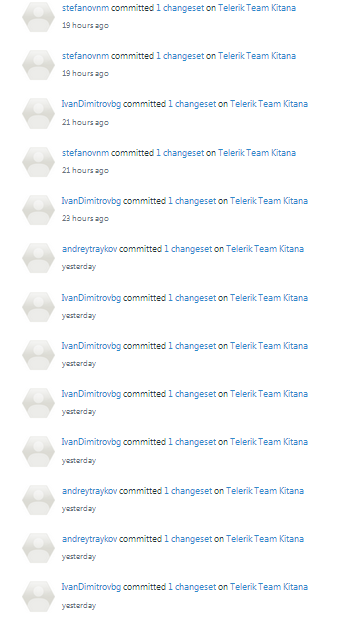 stefanovnm committed 1 changeset on Telerik Team Kitana
19 hours ago
stefanovnm committed 1 changeset on Telerik Team Kitana
19 hours ago
IvanDimitrovbg committed 1 changeset on Telerik Team Kitana
21 hours ago
stefanovnm committed 1 changeset on Telerik Team Kitana
21 hours ago
IvanDimitrovbg committed 1 changeset on Telerik Team Kitana
23 hours ago
andreytraykov committed 1 changeset on Telerik Team Kitana
yesterday
IvanDimitrovbg committed 1 changeset on Telerik Team Kitana
yesterday
IvanDimitrovbg committed 1 changeset on Telerik Team Kitana
yesterday
IvanDimitrovbg committed 1 changeset on Telerik Team Kitana
yesterday
IvanDimitrovbg committed 1 changeset on Telerik Team Kitana
yesterday
andreytraykov committed 1 changeset on Telerik Team Kitana
yesterday
andreytraykov committed 1 changeset on Telerik Team Kitana
yesterday
IvanDimitrovbg committed 1 changeset on Telerik Team Kitana
yesterday